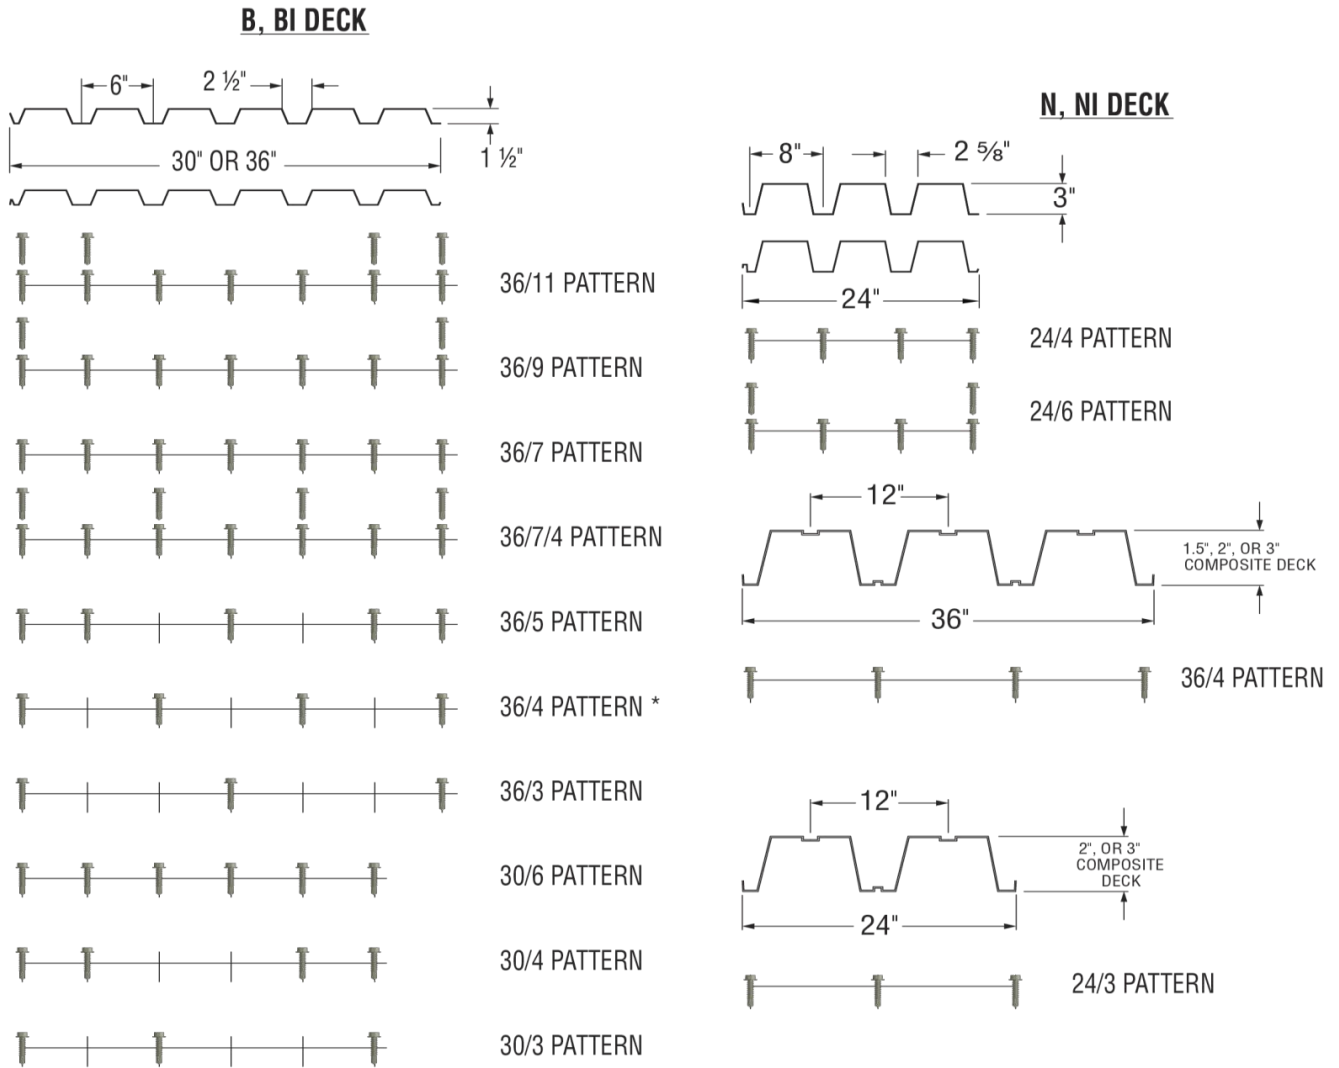 B, BI DECK
6"
2 ½"
30" OR 36"
1 ½"
36/11 PATTERN
36/9 PATTERN
36/7 PATTERN
36/7/4 PATTERN
36/5 PATTERN
36/4 PATTERN *
36/3 PATTERN
30/6 PATTERN
30/4 PATTERN
30/3 PATTERN
N, NI DECK
8"
2 ⅝"
3"
24"
24/4 PATTERN
24/6 PATTERN
12"
1.5", 2", OR 3"
COMPOSITE DECK
36"
36/4 PATTERN
12"
2", OR 3"
COMPOSITE
DECK
24"
24/3 PATTERN